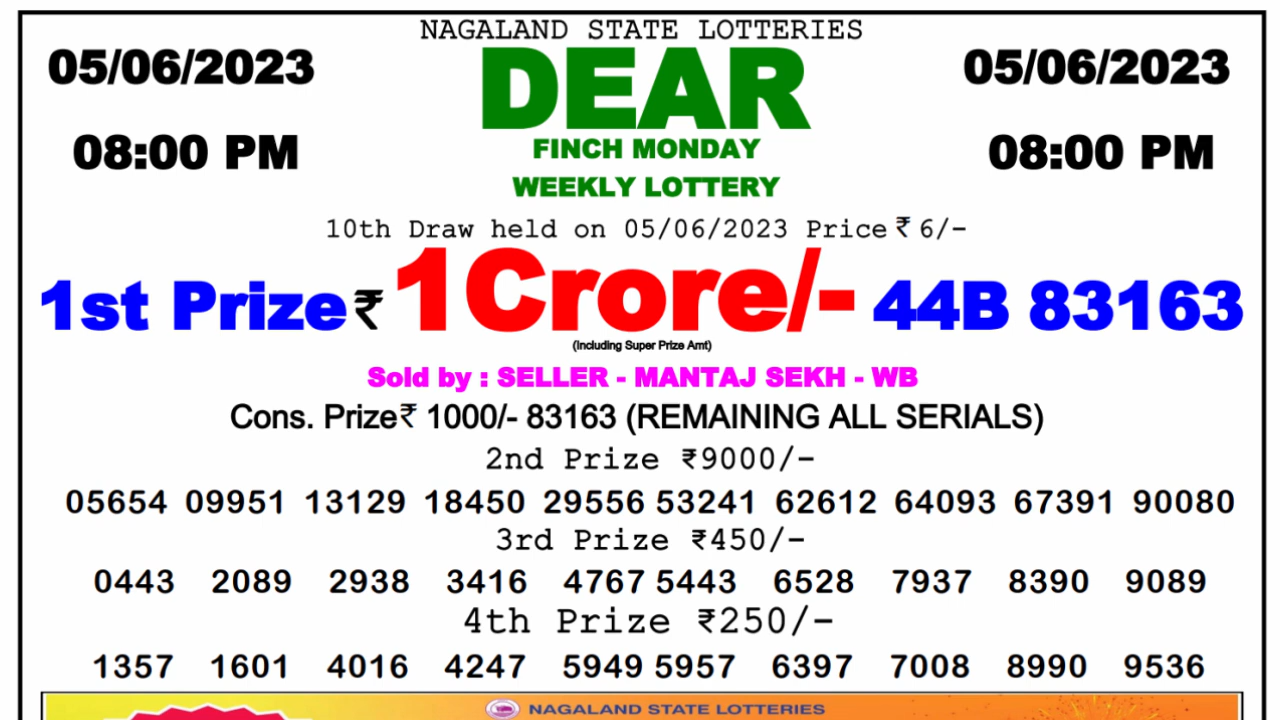 NAGALAND STATE LOTTERIES
05/06/2023 DEAR 05/06/2023
08:00 PM FINCH MONDAY 08:00 PM
WEEKLY LOTTERY
10th Draw held on 05/06/2023 Price ₹ 6/-
1st Prize ₹ 1Crore/- 44B 83163
(Including Super Prize Amt)
Sold by : SELLER - MANTAJ SEKH - WB
Cons. Prize₹ 1000/- 83163 (REMAINING ALL SERIALS)
2nd Prize ₹9000/-
05654 09951 13129 18450 29556 53241 62612 64093 67391 90080
3rd Prize ₹450/-
0443 2089 2938 3416 4767 5443 6528 7937 8390 9089
4th Prize ₹250/-
1357 1601 4016 4247 5949 5957 6397 7008 8990 9536
NAGALAND STATE LOTTERIES